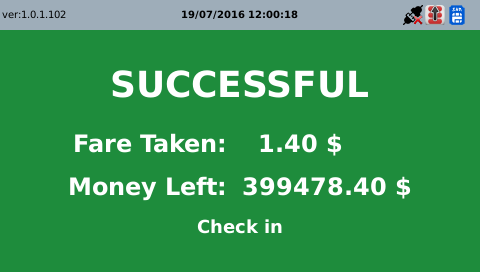 ver:1.0.1.102 19/07/2016 12:00:18
SUCCESSFUL
Fare Taken: 1.40 $
Money Left: 399478.40 $
Check in